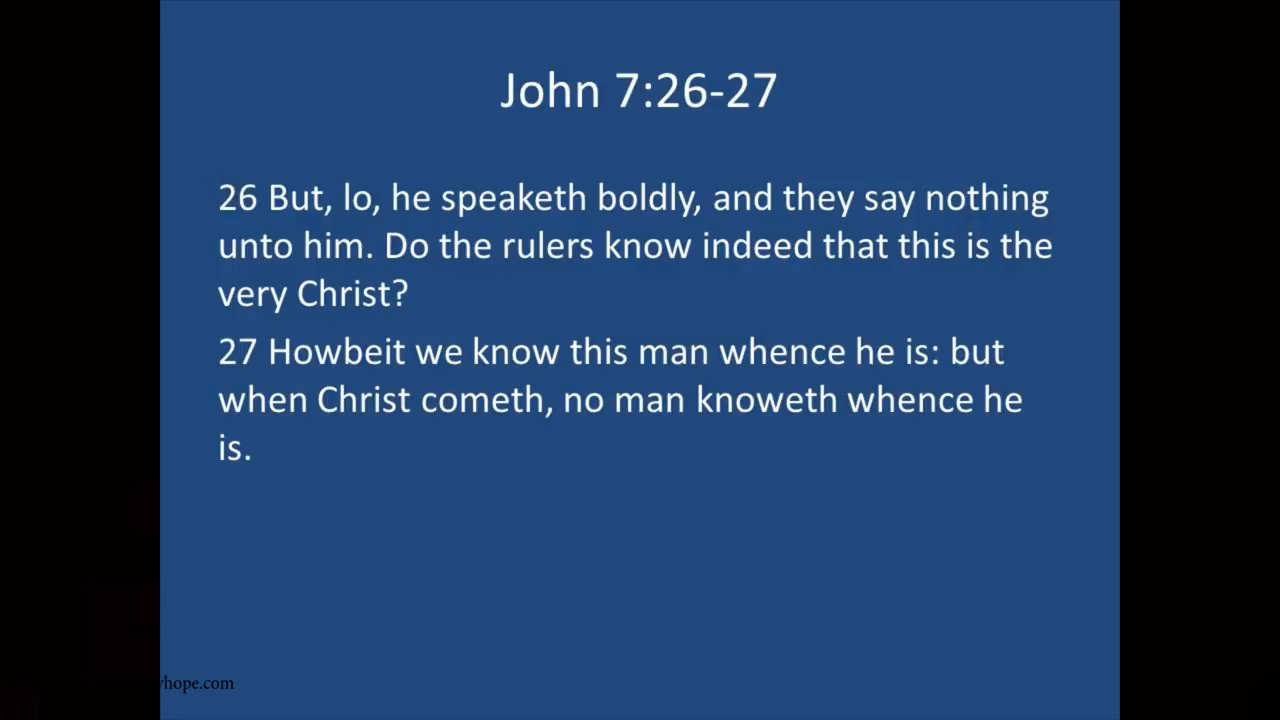 John 7:26-27
26 But, lo, he speaketh boldly, and they say nothing
unto him. Do the rulers know indeed that this is the
very Christ?
27 Howbeit we know this man whence he is: but
when Christ cometh, no man knoweth whence he
is.
hope.com